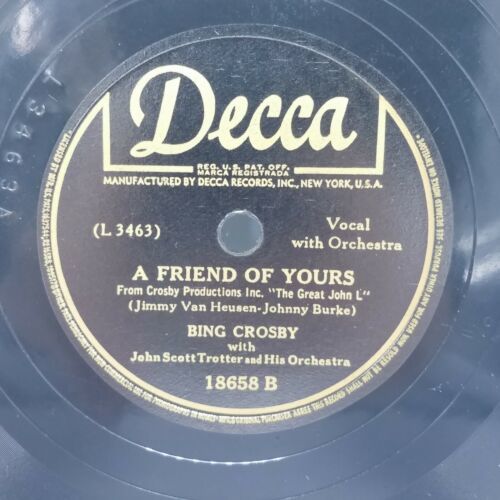 Decca
REG. U.S. PAT. OFF.
MARCA REGISTRADA
MANUFACTURED BY DECCA RECORDS, INC., NEW YORK, U.S.A.
(L 3463)
Vocal
with Orchestra
A FRIEND OF YOURS
From Crosby Productions Inc. "The Great John L"
(Jimmy Van Heusen-Johnny Burke)
BING CROSBY
with
John Scott Trotter and His Orchestra
18658 B
L 3463A